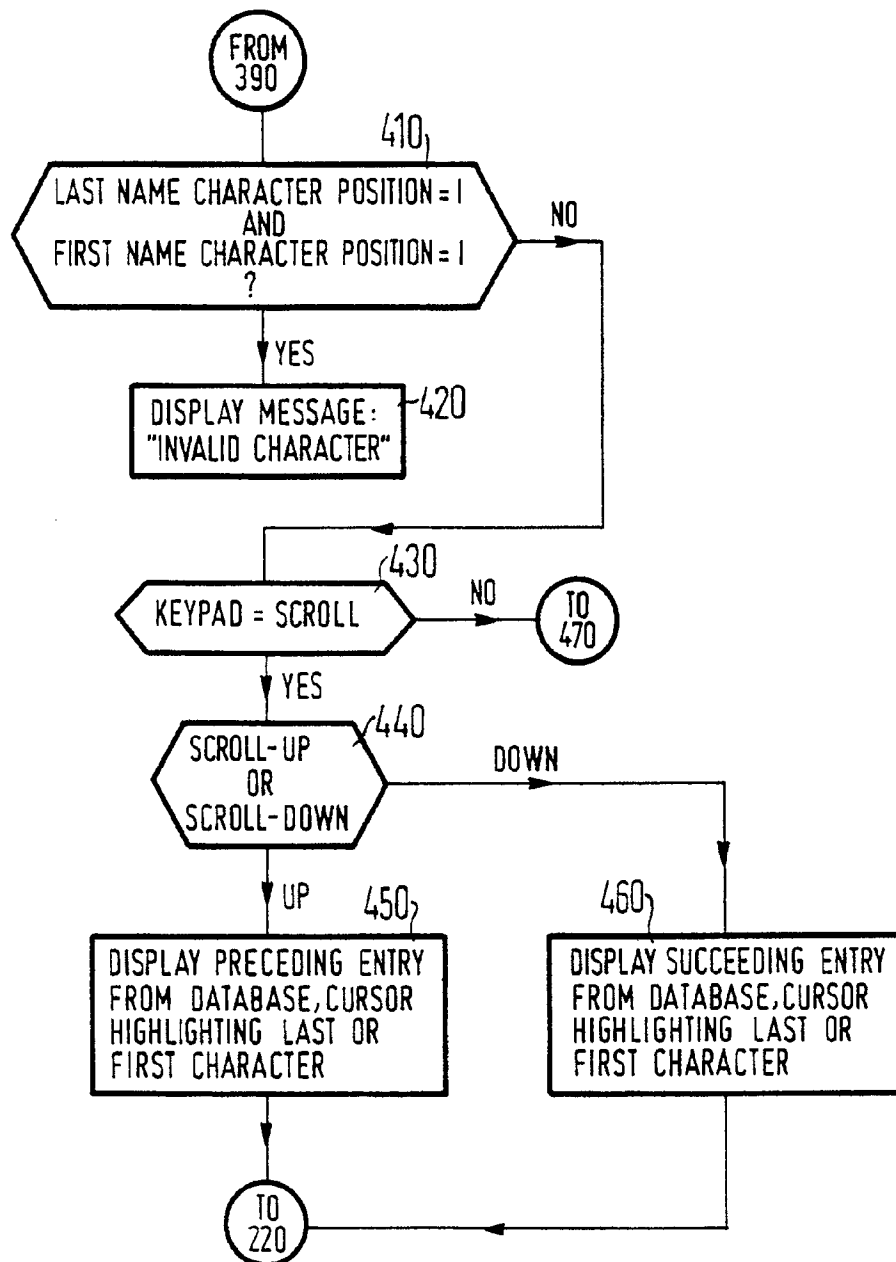 FROM
390
410
LAST NAME CHARACTER POSITION = 1
AND
FIRST NAME CHARACTER POSITION = 1
?
NO
YES
420
DISPLAY MESSAGE:
"INVALID CHARACTER"
430
KEYPAD = SCROLL
NO
TO
470
YES
440
SCROLL-UP
OR
SCROLL-DOWN
DOWN
UP
450
DISPLAY PRECEDING ENTRY
FROM DATABASE, CURSOR
HIGHLIGHTING LAST OR
FIRST CHARACTER
460
DISPLAY SUCCEEDING ENTRY
FROM DATABASE, CURSOR
HIGHLIGHTING LAST OR
FIRST CHARACTER
TO
220